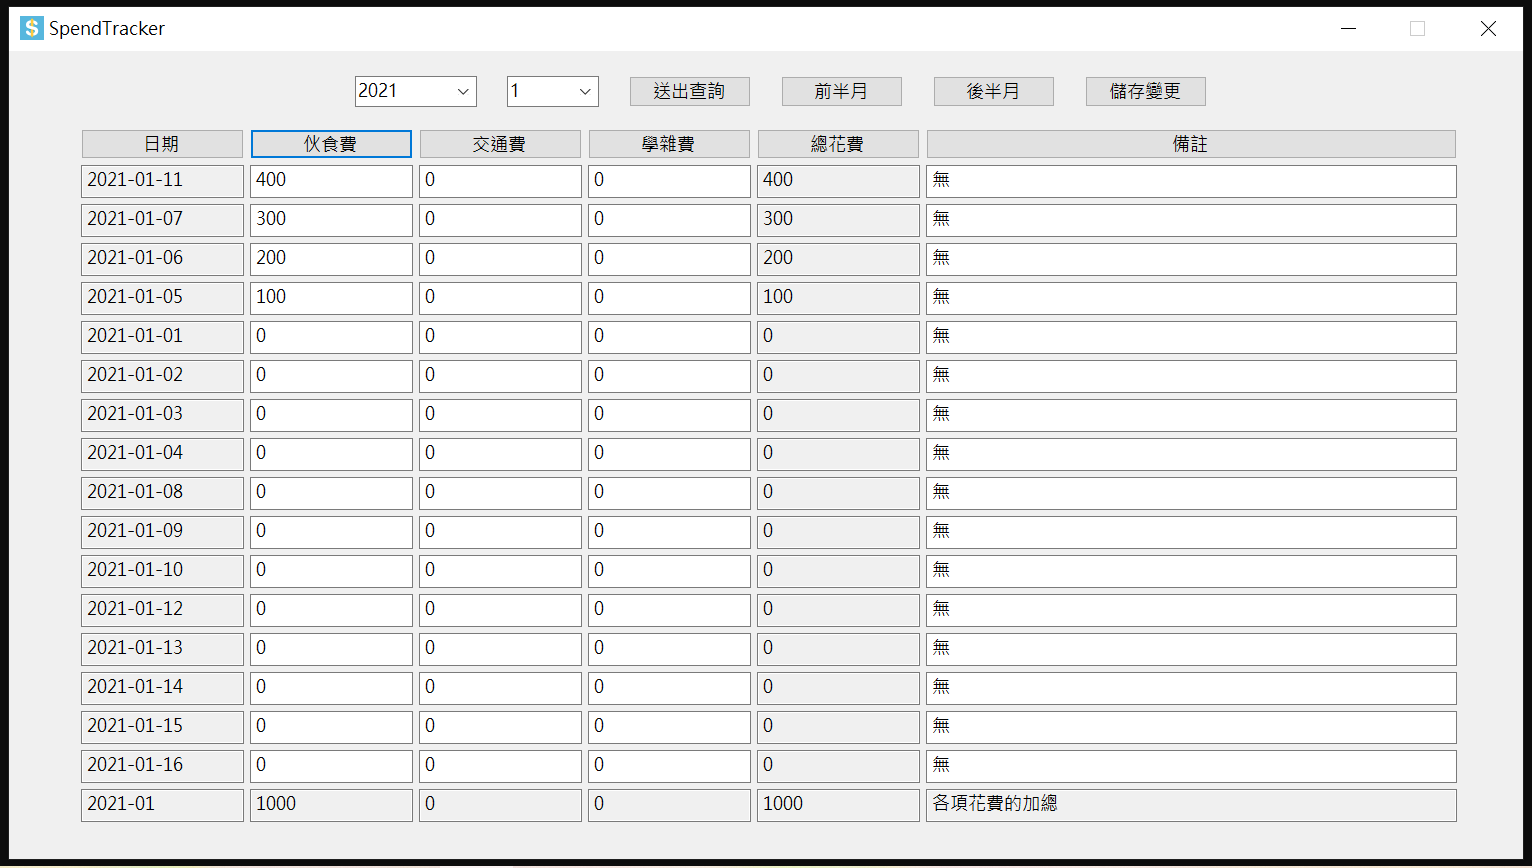 SpendTracker
2021 1 送出查詢 前半月 後半月 儲存變更
日期 伙食費 交通費 學雜費 總花費 備註
2021-01-11 400 0 0 400 無
2021-01-07 300 0 0 300 無
2021-01-06 200 0 0 200 無
2021-01-05 100 0 0 100 無
2021-01-01 0 0 0 0 無
2021-01-02 0 0 0 0 無
2021-01-03 0 0 0 0 無
2021-01-04 0 0 0 0 無
2021-01-08 0 0 0 0 無
2021-01-09 0 0 0 0 無
2021-01-10 0 0 0 0 無
2021-01-12 0 0 0 0 無
2021-01-13 0 0 0 0 無
2021-01-14 0 0 0 0 無
2021-01-15 0 0 0 0 無
2021-01-16 0 0 0 0 無
2021-01 1000 0 0 1000 各項花費的加總